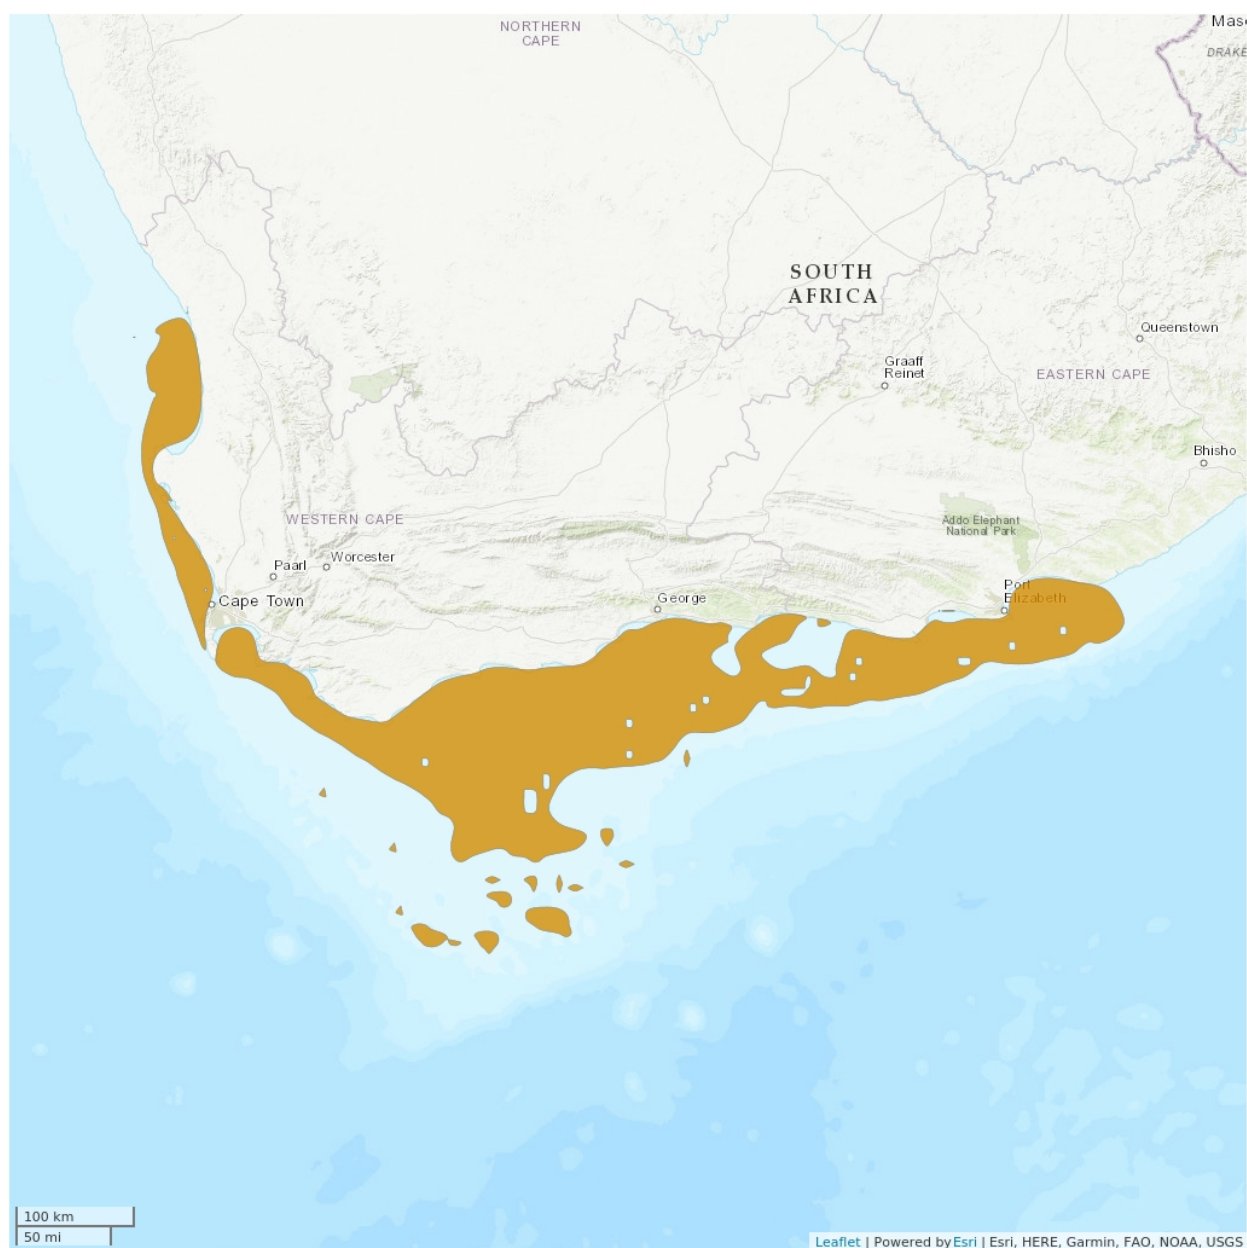 NORTHERN
CAPE
Mas
DRAKE
SOUTH
AFRICA
Queenstown
Graaff
Reinet
EASTERN CAPE
Bhisho
WESTERN CAPE
Addo Elephant
National Park
Worcester
Paarl
Port
Elizabeth
Cape Town
George
100 km
50 mi
Leaflet | Powered by Esri | Esri, HERE, Garmin, FAO, NOAA, USGS